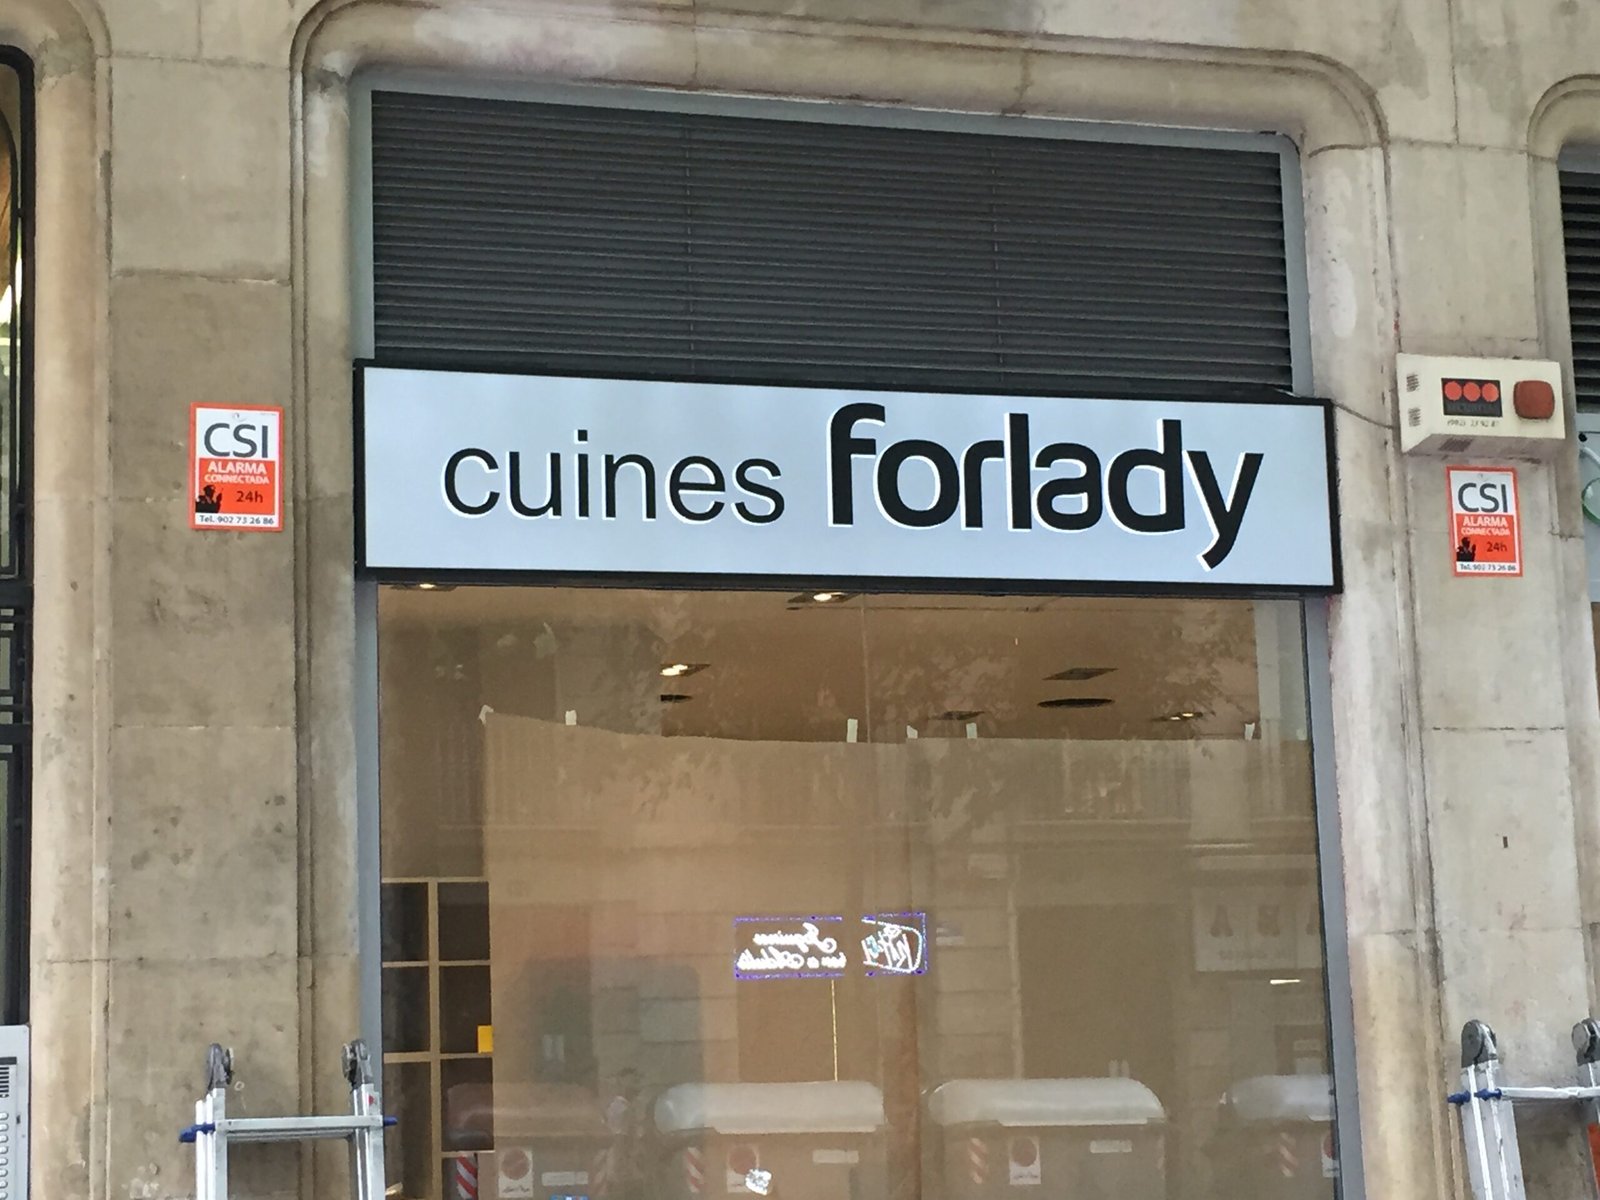 cuines forlady
CSI
ALARMA
CONNECTADA
24h
Tel. 902 73 26 86
CSI
ALARMA
CONNECTADA
24h
Tel. 902 73 26 86